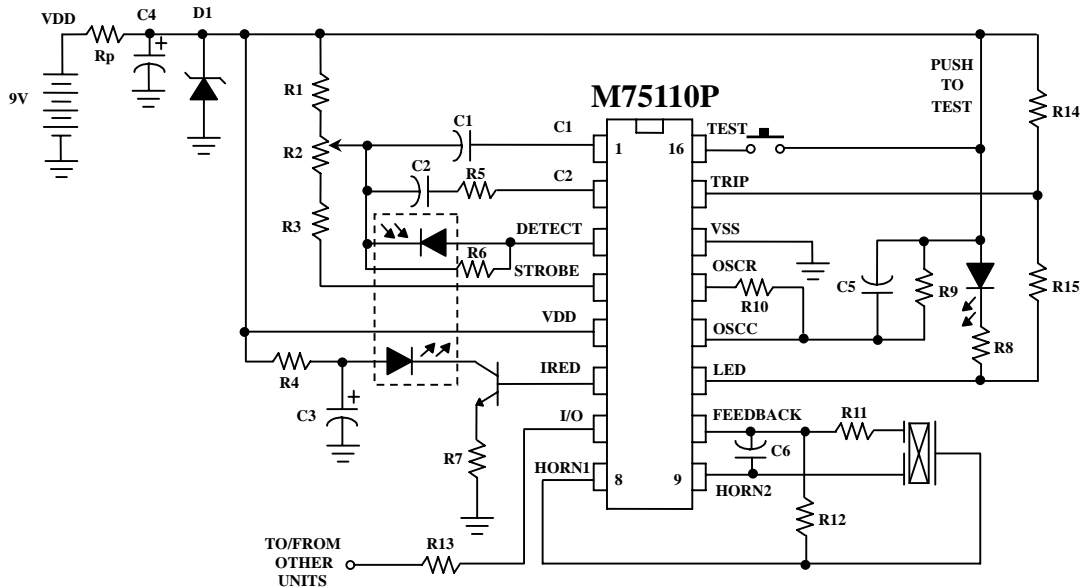 VDD
C4
D1
Rp
9V
R1
R2
R3
C1
C2
R5
R6
M75110P
C1
C2
DETECT
STROBE
VDD
IRED
I/O
HORN1
1
16
8
9
TEST
TRIP
VSS
OSCR
OSCC
LED
FEEDBACK
HORN2
PUSH
TO
TEST
R14
R15
C5
R9
R10
R8
R11
C6
R12
R4
C3
R7
R13
TO/FROM
OTHER
UNITS
+
+